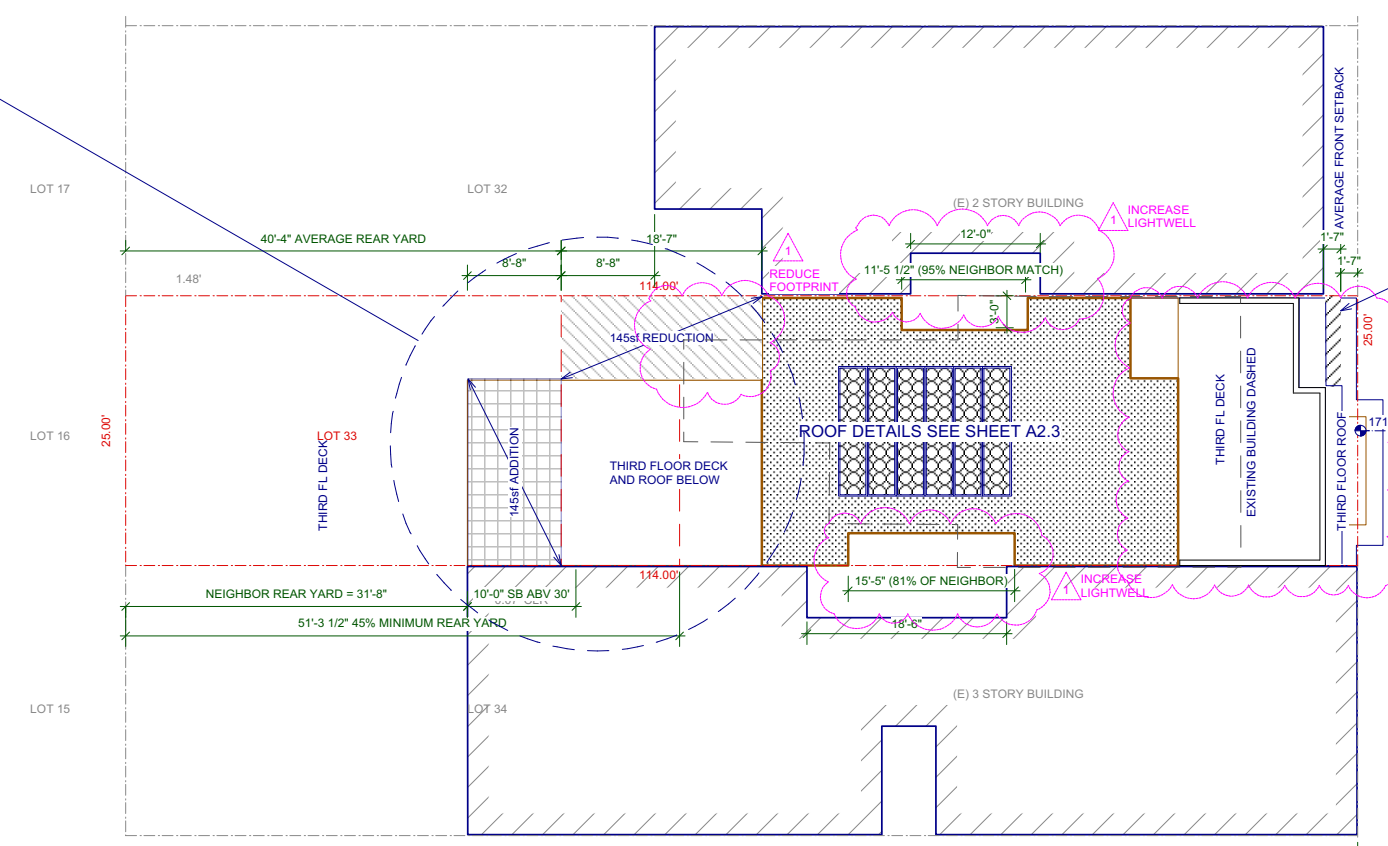 AVERAGE FRONT SETBACK
LOT 17
LOT 32
(E) 2 STORY BUILDING
1
INCREASE
LIGHTWELL
40'-4" AVERAGE REAR YARD
18'-7"
12'-0"
1'-7"
1'-7"
8'-8"
8'-8"
1
REDUCE
FOOTPRINT
11'-5 1/2" (95% NEIGHBOR MATCH)
1.48'
114.00'
3'-0"
25.00'
145sf REDUCTION
LOT 16
25.00'
LOT 33
THIRD FL DECK
145sf ADDITION
THIRD FLOOR DECK
AND ROOF BELOW
ROOF DETAILS SEE SHEET A2.3
THIRD FL DECK
EXISTING BUILDING DASHED
THIRD FLOOR ROOF
171
114.00'
NEIGHBOR REAR YARD = 31'-8"
10'-0" SB ABV 30'
15'-5" (81% OF NEIGHBOR)
1
INCREASE
LIGHTWELL
51'-3 1/2" 45% MINIMUM REAR YARD
18'-6"
LOT 15
LOT 34
(E) 3 STORY BUILDING